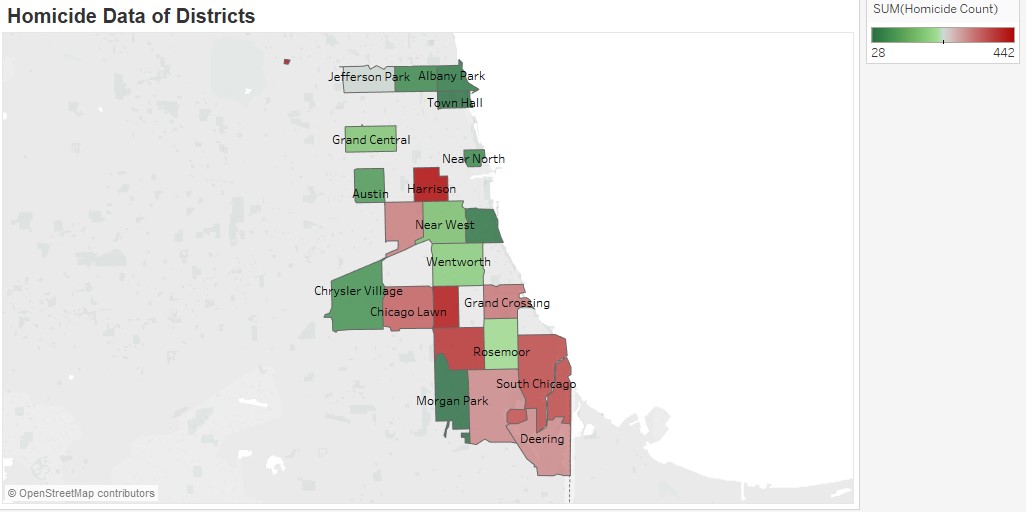 Homicide Data of Districts
SUM(Homicide Count)
28 442
Jefferson Park Albany Park
Town Hall
Grand Central
Near North
Austin Harrison
Near West
Wentworth
Chrysler Village
Chicago Lawn Grand Crossing
Rosemoor
South Chicago
Morgan Park
Deering
© OpenStreetMap contributors